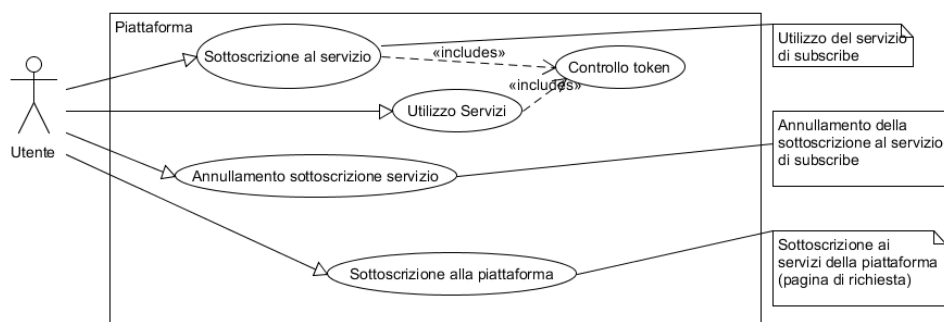 Piattaforma
Sottoscrizione al servizio
«includes»
Controllo token
«includes»
Utilizzo Servizi
Utente
Annullamento sottoscrizione servizio
Sottoscrizione alla piattaforma
Utilizzo del servizio
di subscribe
Annullamento della
sottoscrizione al servizio
di subscribe
Sottoscrizione ai
servizi della piattaforma
(pagina di richiesta)